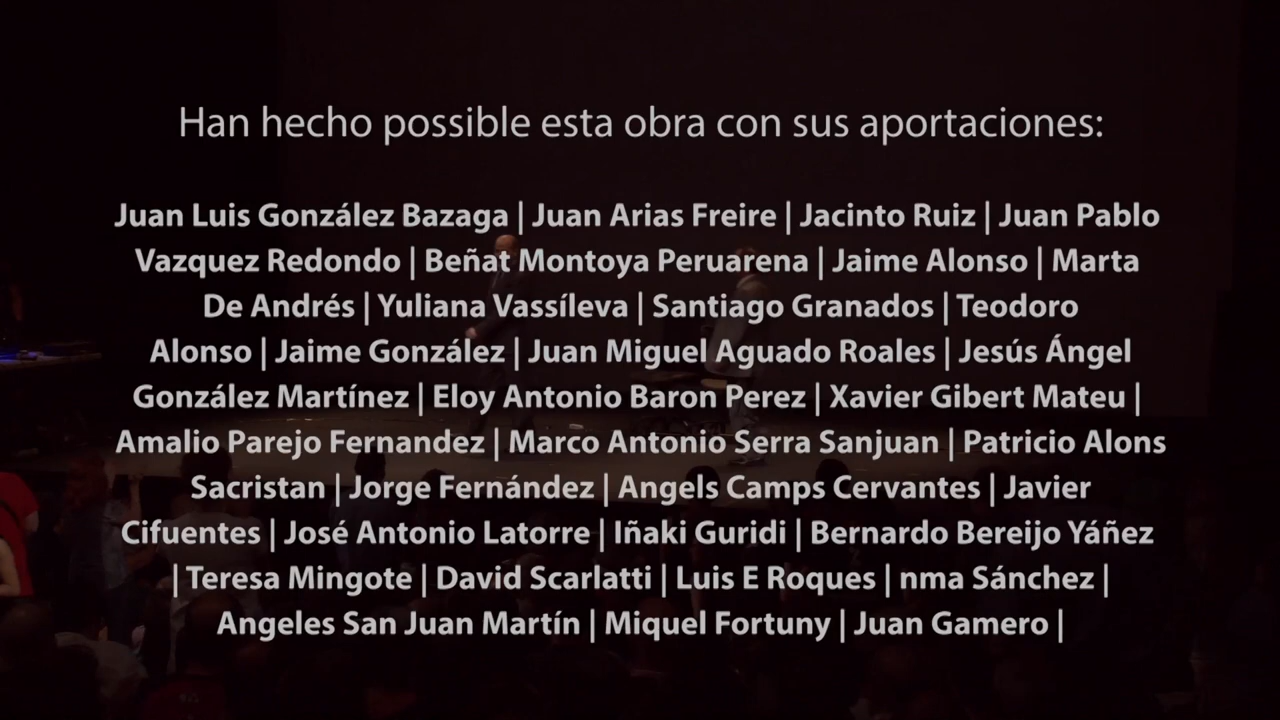 Han hecho possible esta obra con sus aportaciones:
Juan Luis González Bazaga | Juan Arias Freire | Jacinto Ruiz | Juan Pablo
Vazquez Redondo | Beñat Montoya Peruarena | Jaime Alonso | Marta
De Andrés | Yuliana Vassíleva | Santiago Granados | Teodoro
Alonso | Jaime González | Juan Miguel Aguado Roales | Jesús Ángel
González Martínez | Eloy Antonio Baron Perez | Xavier Gibert Mateu |
Amalio Parejo Fernandez | Marco Antonio Serra Sanjuan | Patricio Alons
Sacristan | Jorge Fernández | Angels Camps Cervantes | Javier
Cifuentes | José Antonio Latorre | Iñaki Guridi | Bernardo Bereijo Yáñez
| Teresa Mingote | David Scarlatti | Luis E Roques | nma Sánchez |
Angeles San Juan Martín | Miquel Fortuny | Juan Gamero |